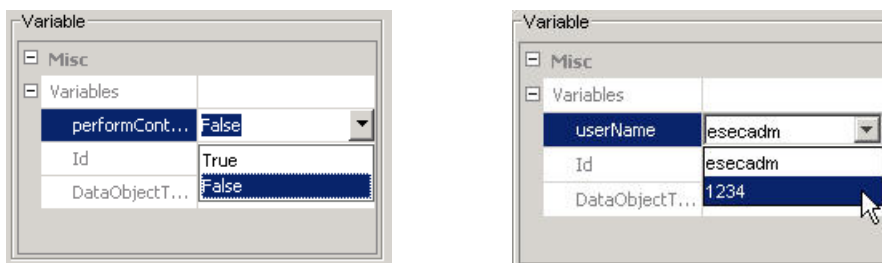 Variable
Misc
Variables
performCont... False
Id
True
DataObjectT... False
Variable
Misc
Variables
userName esecadm
Id
esecadm
DataObjectT... 1234